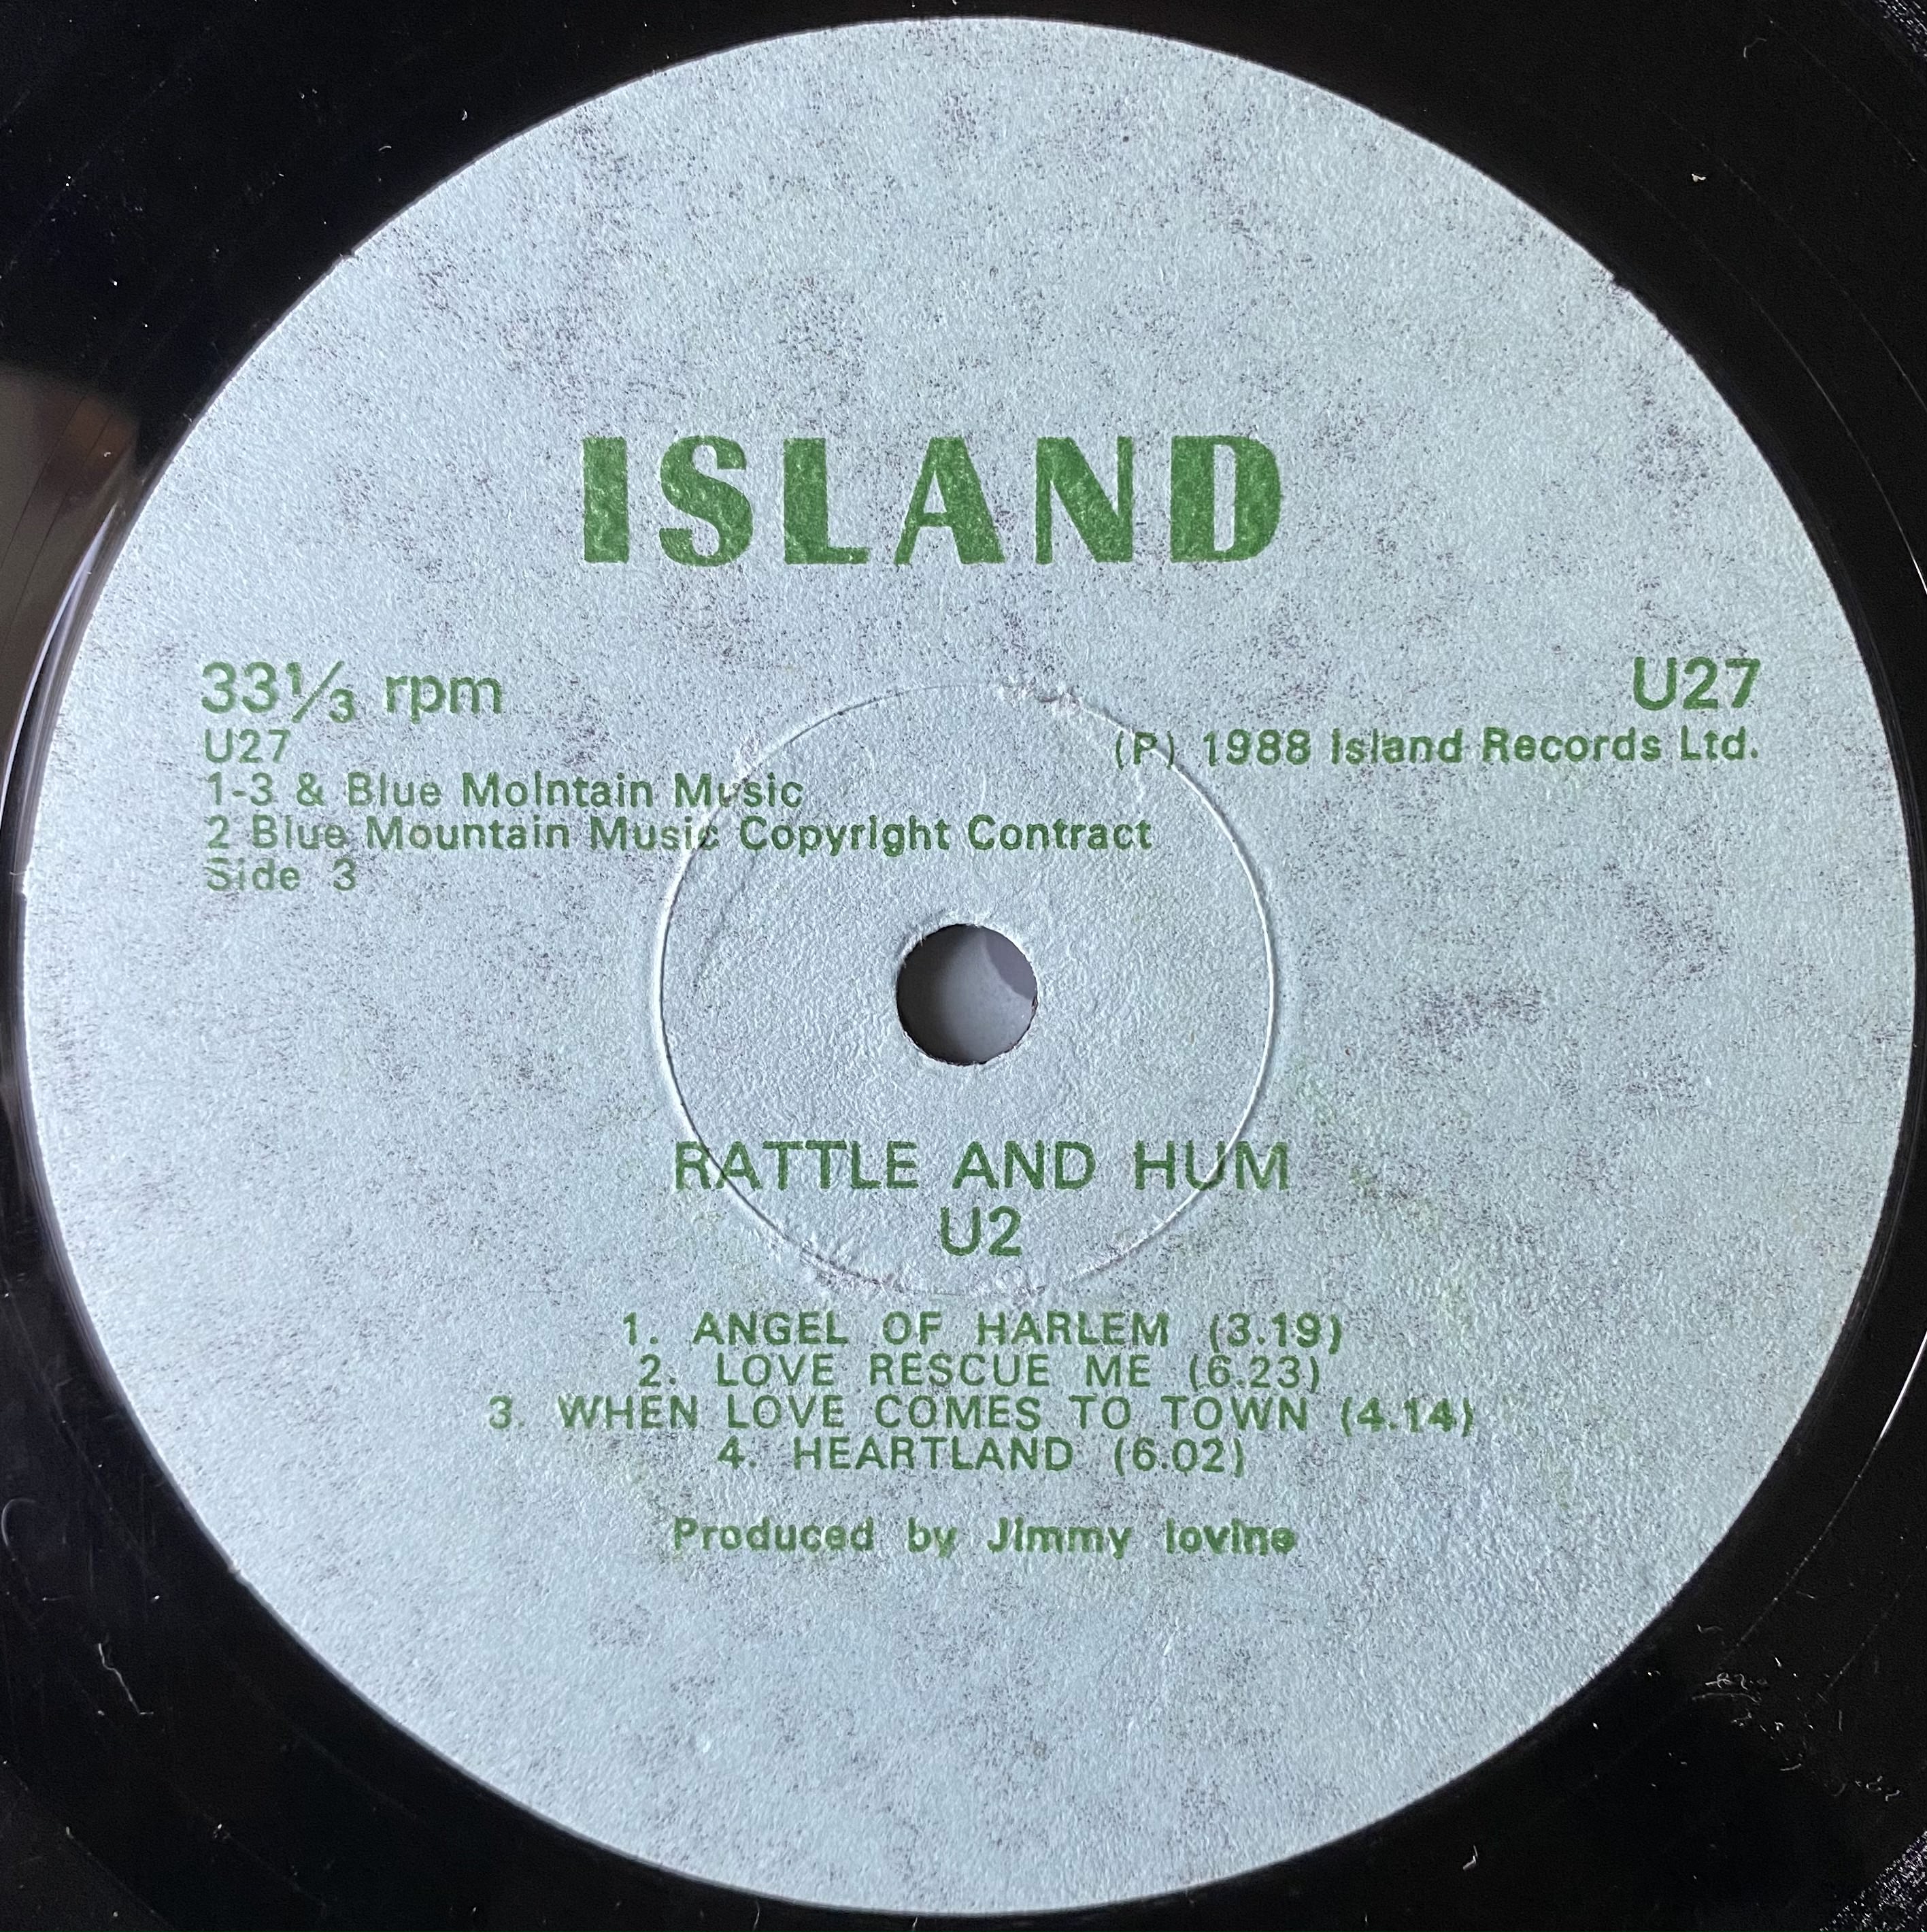 ISLAND
33⅓ rpm
U27
U27
(P) 1988 Island Records Ltd.
1-3 & Blue Molntain Music
2 Blue Mountain Music Copyright Contract
Side 3
RATTLE AND HUM
U2
1. ANGEL OF HARLEM (3.19)
2. LOVE RESCUE ME (6.23)
3. WHEN LOVE COMES TO TOWN (4.14)
4. HEARTLAND (6.02)
Produced by Jimmy Iovine